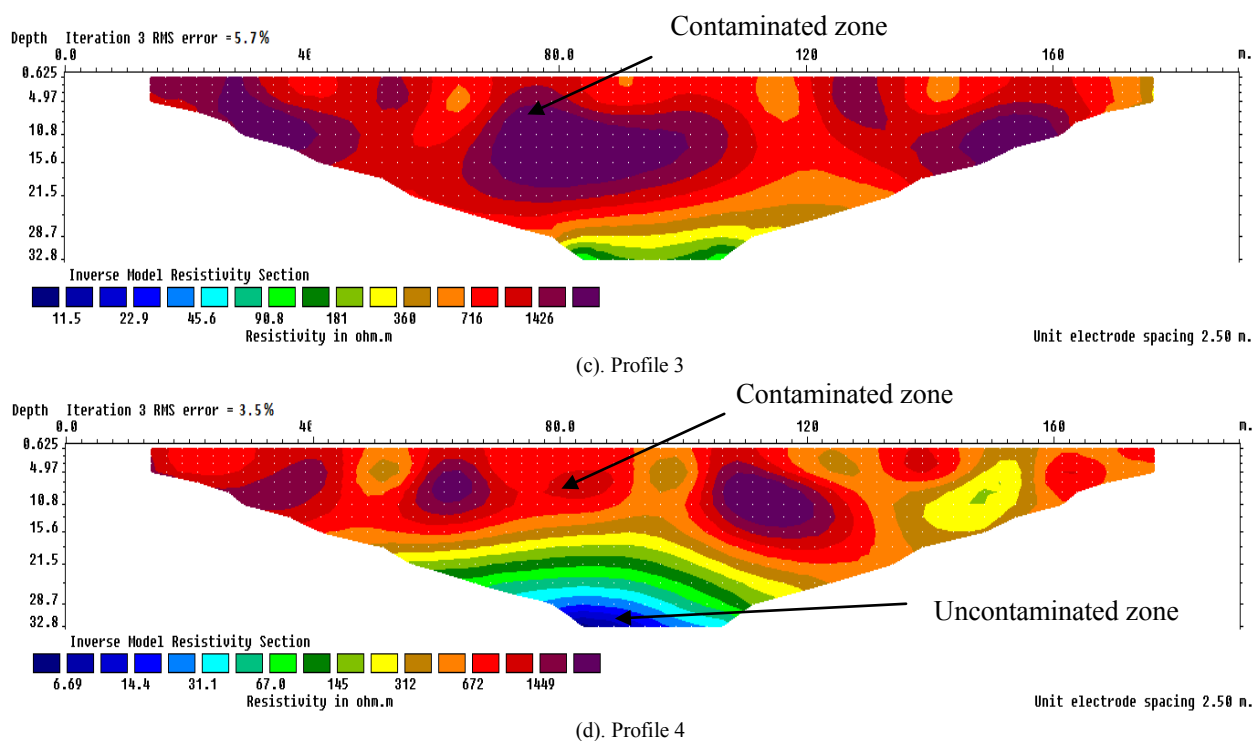 Contaminated zone
Depth Iteration 3 RMS error =5.7%
0.0 40 80.0 120 160 m.
0.625
4.97
10.8
15.6
21.5
28.7
32.8
Inverse Model Resistivity Section
11.5 22.9 45.6 90.8 181 360 716 1426
Resistivity in ohm.m
Unit electrode spacing 2.50 m.
(c). Profile 3
Contaminated zone
Depth Iteration 3 RMS error = 3.5%
0.0 40 80.0 120 160 m.
0.625
4.97
10.8
15.6
21.5
28.7
32.8
Uncontaminated zone
Inverse Model Resistivity Section
6.69 14.4 31.1 67.0 145 312 672 1449
Resistivity in ohm.m
Unit electrode spacing 2.50 m.
(d). Profile 4